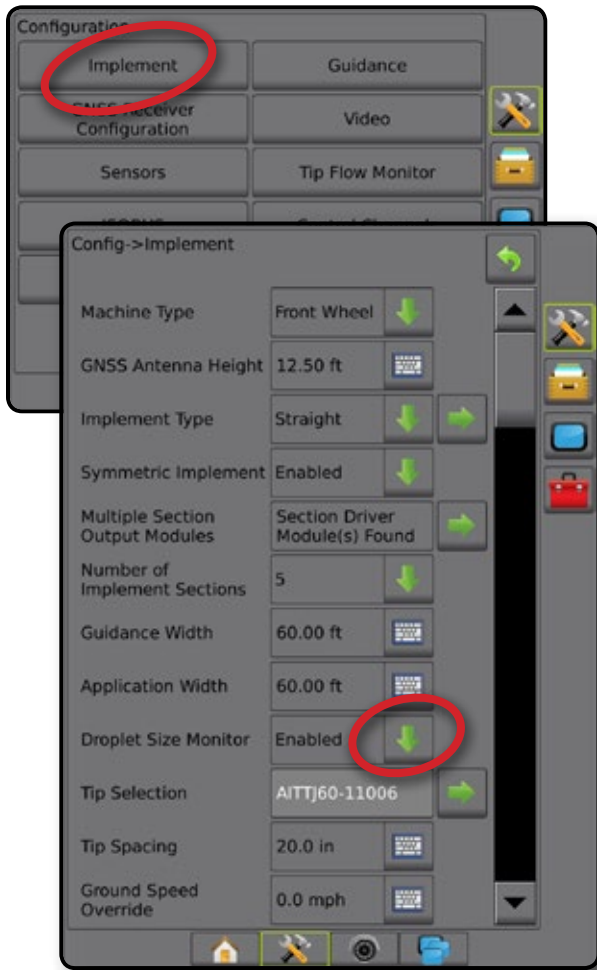 Configuration
Implement
Guidance
GNSS Receiver
Configuration
Video
Sensors
Tip Flow Monitor
Config->Implement
Machine Type
Front Wheel
GNSS Antenna Height
12.50 ft
Implement Type
Straight
Symmetric Implement
Enabled
Multiple Section
Output Modules
Section Driver
Module(s) Found
Number of
Implement Sections
5
Guidance Width
60.00 ft
Application Width
60.00 ft
Droplet Size Monitor
Enabled
Tip Selection
AITTJ60-11006
Tip Spacing
20.0 in
Ground Speed
Override
0.0 mph